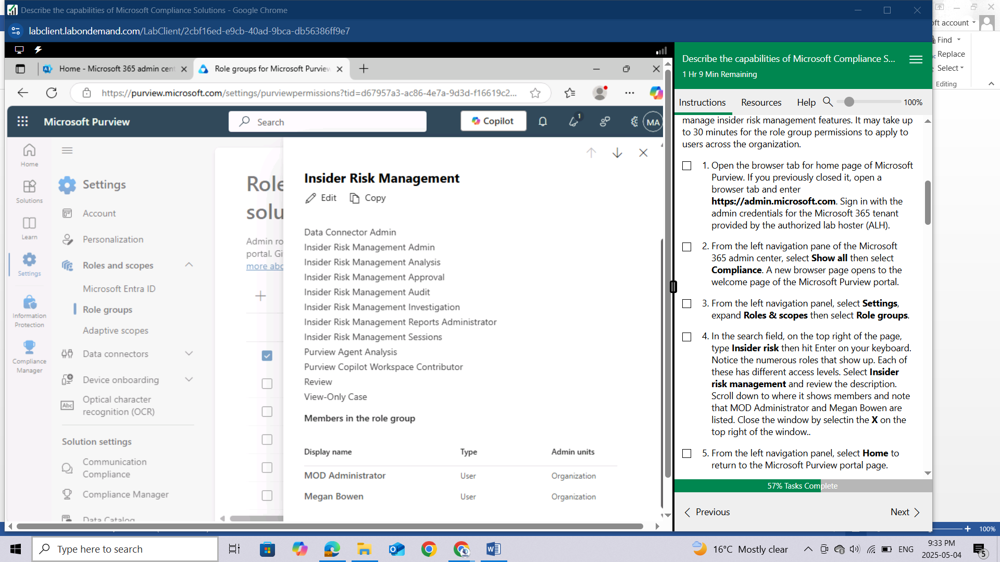 Describe the capabilities of Microsoft Compliance Solutions - Google Chrome
labclient.labondemand.com/LabClient/2cbf16ed-e9cb-40ad-9bca-db56386ff9e7
Home - Microsoft 365 admin cent
Role groups for Microsoft Purview
https://purview.microsoft.com/settings/purviewpermissions?tid=d67957a3-ac86-4e7a-9d3d-f16619c2...
Microsoft Purview
Search
Copilot
1
MA
Home
Solutions
Learn
Settings
Information
Protection
Compliance
Manager
Settings
Account
Personalization
Roles and scopes
Microsoft Entra ID
Role groups
Adaptive scopes
Data connectors
Device onboarding
Abc
Optical character
recognition (OCR)
Solution settings
Communication
Compliance
Compliance Manager
Data Catalog
Role
solu
Admin ro
portal. Gi
more abo
Insider Risk Management
Edit
Copy
Data Connector Admin
Insider Risk Management Admin
Insider Risk Management Analysis
Insider Risk Management Approval
Insider Risk Management Audit
Insider Risk Management Investigation
Insider Risk Management Reports Administrator
Insider Risk Management Sessions
Purview Agent Analysis
Purview Copilot Workspace Contributor
Review
View-Only Case
Members in the role group
Display name Type Admin units
MOD Administrator User Organization
Megan Bowen User Organization
Describe the capabilities of Microsoft Compliance S...
1 Hr 9 Min Remaining
Instructions Resources Help 100%
manage insider risk management features. It may take up
to 30 minutes for the role group permissions to apply to
users across the organization.
1. Open the browser tab for home page of Microsoft
Purview. If you previously closed it, open a
browser tab and enter
https://admin.microsoft.com. Sign in with the
admin credentials for the Microsoft 365 tenant
provided by the authorized lab hoster (ALH).
2. From the left navigation pane of the Microsoft
365 admin center, select Show all then select
Compliance. A new browser page opens to the
welcome page of the Microsoft Purview portal.
3. From the left navigation panel, select Settings,
expand Roles & scopes then select Role groups.
4. In the search field, on the top right of the page,
type Insider risk then hit Enter on your keyboard.
Notice the numerous roles that show up. Each of
these has different access levels. Select Insider
risk management and review the description.
Scroll down to where it shows members and note
that MOD Administrator and Megan Bowen are
listed. Close the window by selectin the X on the
top right of the window..
5. From the left navigation panel, select Home to
return to the Microsoft Purview portal page.
57% Tasks Complete
Previous
Next
oft account
Find
Replace
Select
Editing
100%
Type here to search
16°C Mostly clear
ENG
9:33 PM
2025-05-04
5